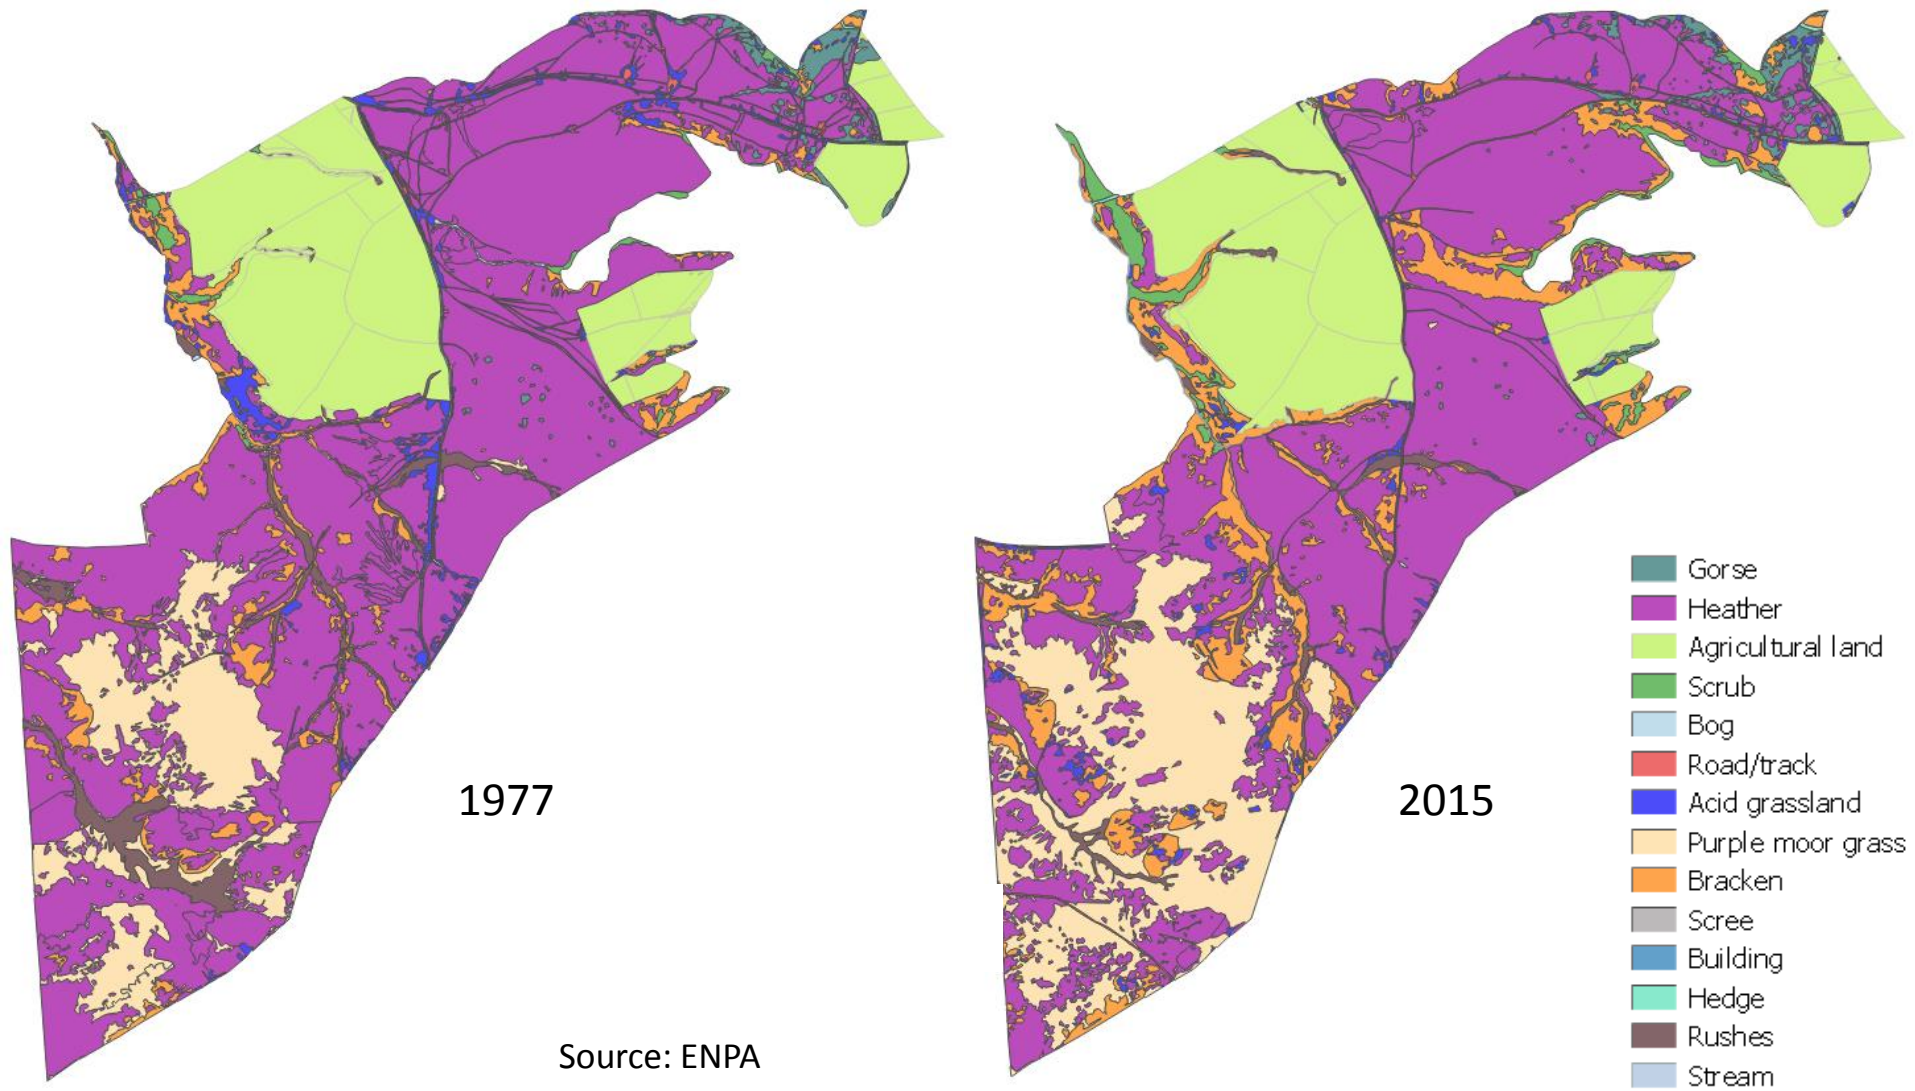 1977
2015
Source: ENPA
Gorse
Heather
Agricultural land
Scrub
Bog
Road/track
Acid grassland
Purple moor grass
Bracken
Scree
Building
Hedge
Rushes
Stream